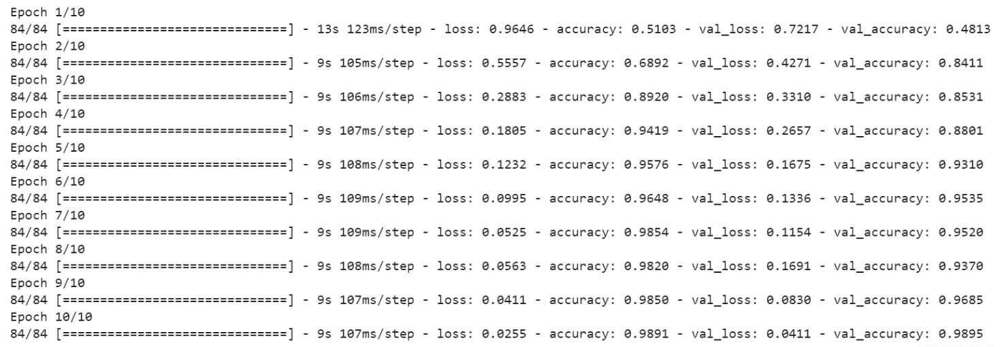 Epoch 1/10
84/84 [==============================] - 13s 123ms/step - loss: 0.9646 - accuracy: 0.5103 - val_loss: 0.7217 - val_accuracy: 0.4813
Epoch 2/10
84/84 [==============================] - 9s 105ms/step - loss: 0.5557 - accuracy: 0.6892 - val_loss: 0.4271 - val_accuracy: 0.8411
Epoch 3/10
84/84 [==============================] - 9s 106ms/step - loss: 0.2883 - accuracy: 0.8920 - val_loss: 0.3310 - val_accuracy: 0.8531
Epoch 4/10
84/84 [==============================] - 9s 107ms/step - loss: 0.1805 - accuracy: 0.9419 - val_loss: 0.2657 - val_accuracy: 0.8801
Epoch 5/10
84/84 [==============================] - 9s 108ms/step - loss: 0.1232 - accuracy: 0.9576 - val_loss: 0.1675 - val_accuracy: 0.9310
Epoch 6/10
84/84 [==============================] - 9s 109ms/step - loss: 0.0995 - accuracy: 0.9648 - val_loss: 0.1336 - val_accuracy: 0.9535
Epoch 7/10
84/84 [==============================] - 9s 109ms/step - loss: 0.0525 - accuracy: 0.9854 - val_loss: 0.1154 - val_accuracy: 0.9520
Epoch 8/10
84/84 [==============================] - 9s 108ms/step - loss: 0.0563 - accuracy: 0.9820 - val_loss: 0.1691 - val_accuracy: 0.9370
Epoch 9/10
84/84 [==============================] - 9s 107ms/step - loss: 0.0411 - accuracy: 0.9850 - val_loss: 0.0830 - val_accuracy: 0.9685
Epoch 10/10
84/84 [==============================] - 9s 107ms/step - loss: 0.0255 - accuracy: 0.9891 - val_loss: 0.0411 - val_accuracy: 0.9895